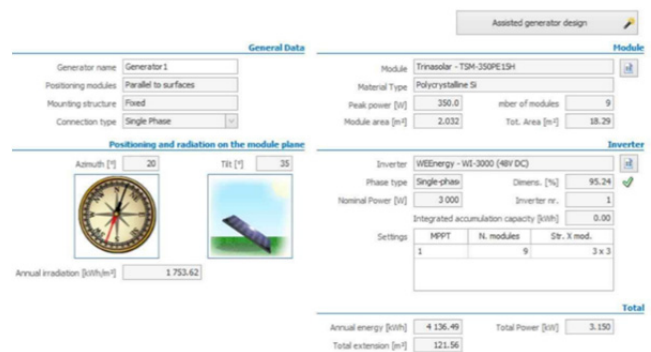 Assisted generator design
General Data
Generator name Generator1
Positioning modules Parallel to surfaces
Mounting structure Fixed
Connection type Single Phase
Positioning and radiation on the module plane
Azimuth [°] 20 Tilt [°] 35
Annual irradiation [kWh/m²] 1 753.62
Module
Module Trinasolar - TSM-350PE15H
Material Type Polycrystalline Si
Peak power [W] 350.0 mber of modules 9
Module area [m²] 2.032 Tot. Area [m²] 18.29
Inverter
Inverter WEEnergy - WI-3000 (48V DC)
Phase type Single-phas Dimens. [%] 95.24
Nominal Power [W] 3 000 Inverter nr. 1
Integrated accumulation capacity [kWh] 0.00
Settings MPPT N. modules Str. X mod.
1 9 3 x 3
Total
Annual energy [kWh] 4 136.49 Total Power [kW] 3.150
Total extension [m²] 121.56